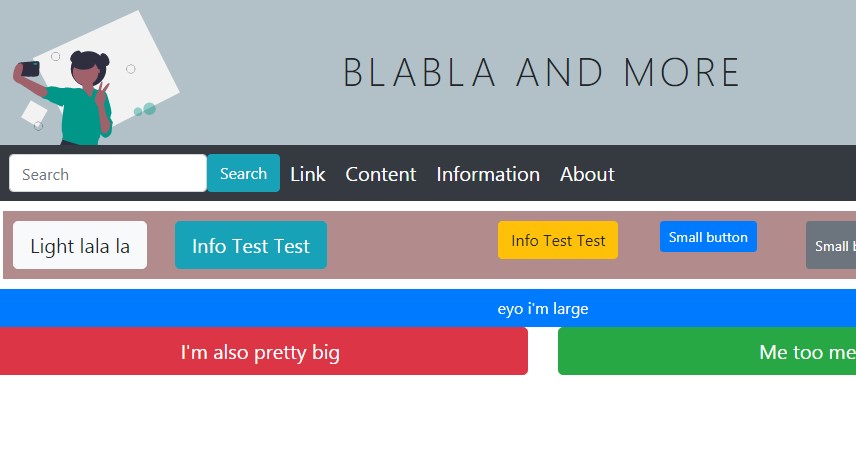 BLABLA AND MORE
Search Search Link Content Information About
Light lala la Info Test Test Info Test Test Small button Small
eyo i'm large
I'm also pretty big Me too me